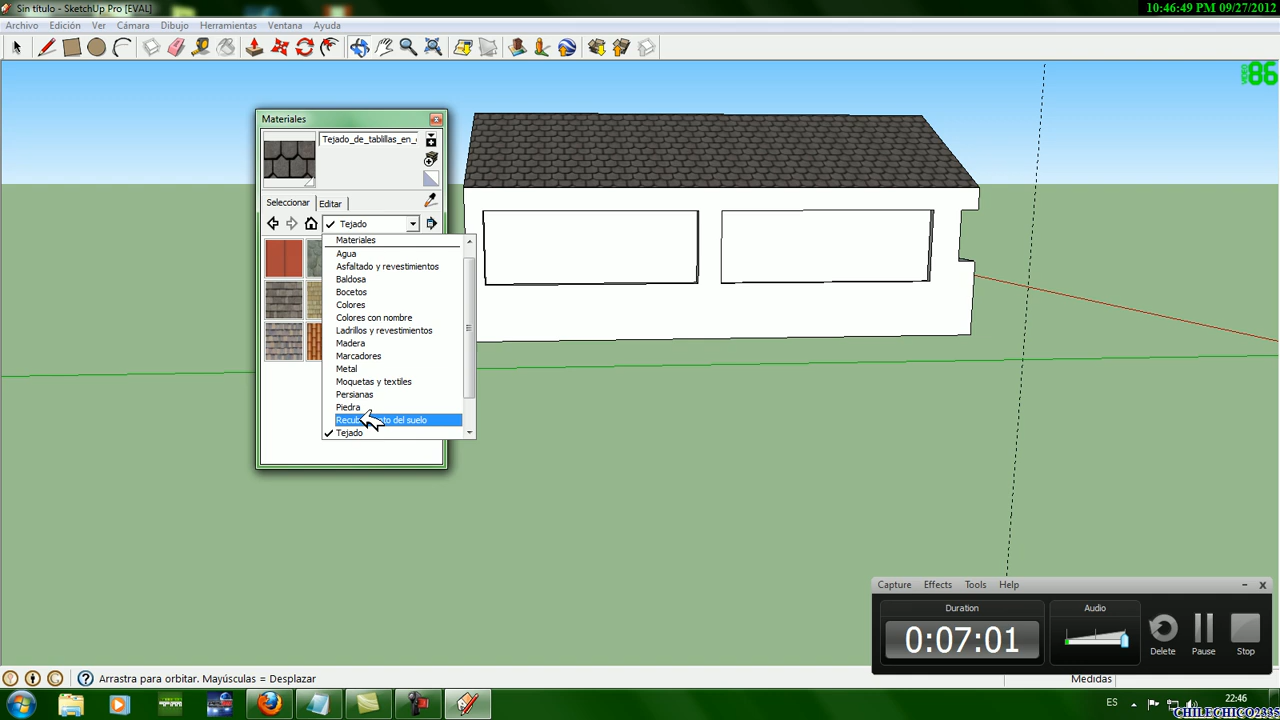 Sin título - SketchUp Pro [EVAL]
10:46:49 PM 09/27/2012
Archivo Edición Ver Cámara Dibujo Herramientas Ventana Ayuda
VIDEO 86
Materiales
Tejado_de_tablillas_en_
Seleccionar Editar
Tejado
Materiales
Agua
Asfaltado y revestimientos
Baldosa
Bocetos
Colores
Colores con nombre
Ladrillos y revestimientos
Madera
Marcadores
Metal
Moquetas y textiles
Persianas
Piedra
del suelo
Tejado
Capture Effects Tools Help
Duration
0:07:01
Audio
Delete Pause Stop
Arrastra para orbitar. Mayúsculas = Desplazar
Medidas
ES
22:46